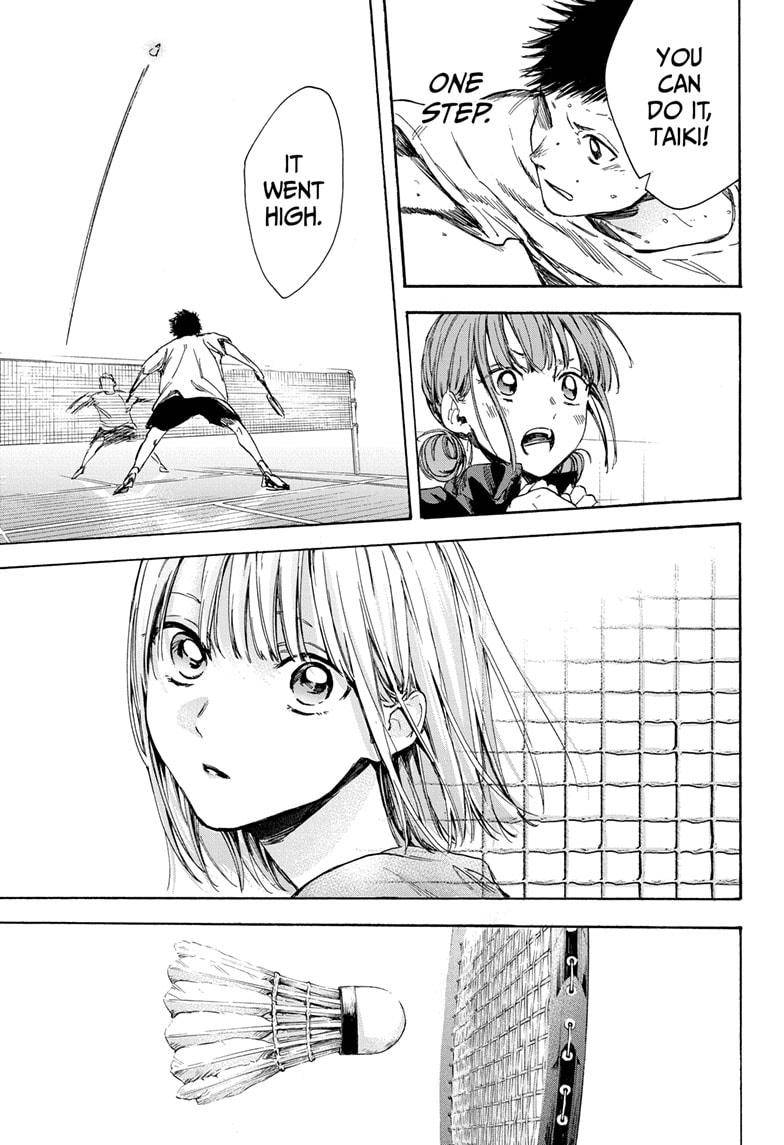 YOU
CAN
DO IT,
TAIKI!
ONE
STEP.
IT
WENT
HIGH.